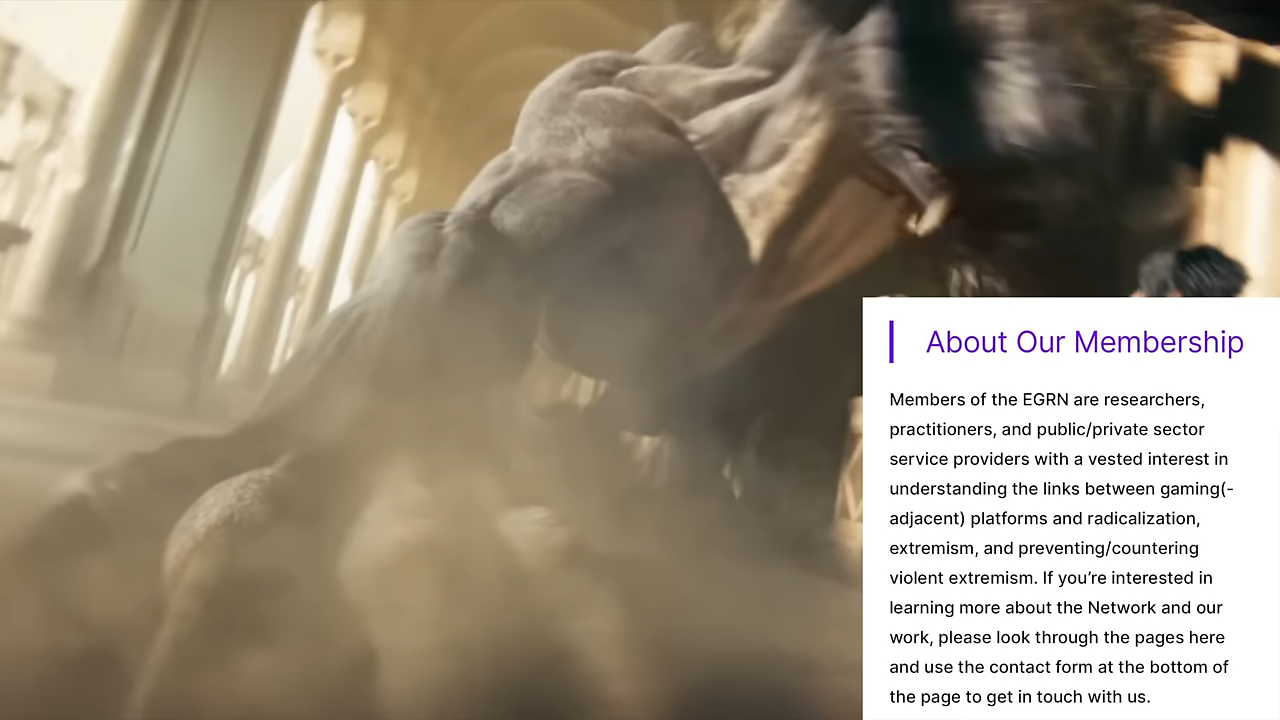 About Our Membership
Members of the EGRN are researchers,
practitioners, and public/private sector
service providers with a vested interest in
understanding the links between gaming(-
adjacent) platforms and radicalization,
extremism, and preventing/countering
violent extremism. If you’re interested in
learning more about the Network and our
work, please look through the pages here
and use the contact form at the bottom of
the page to get in touch with us.